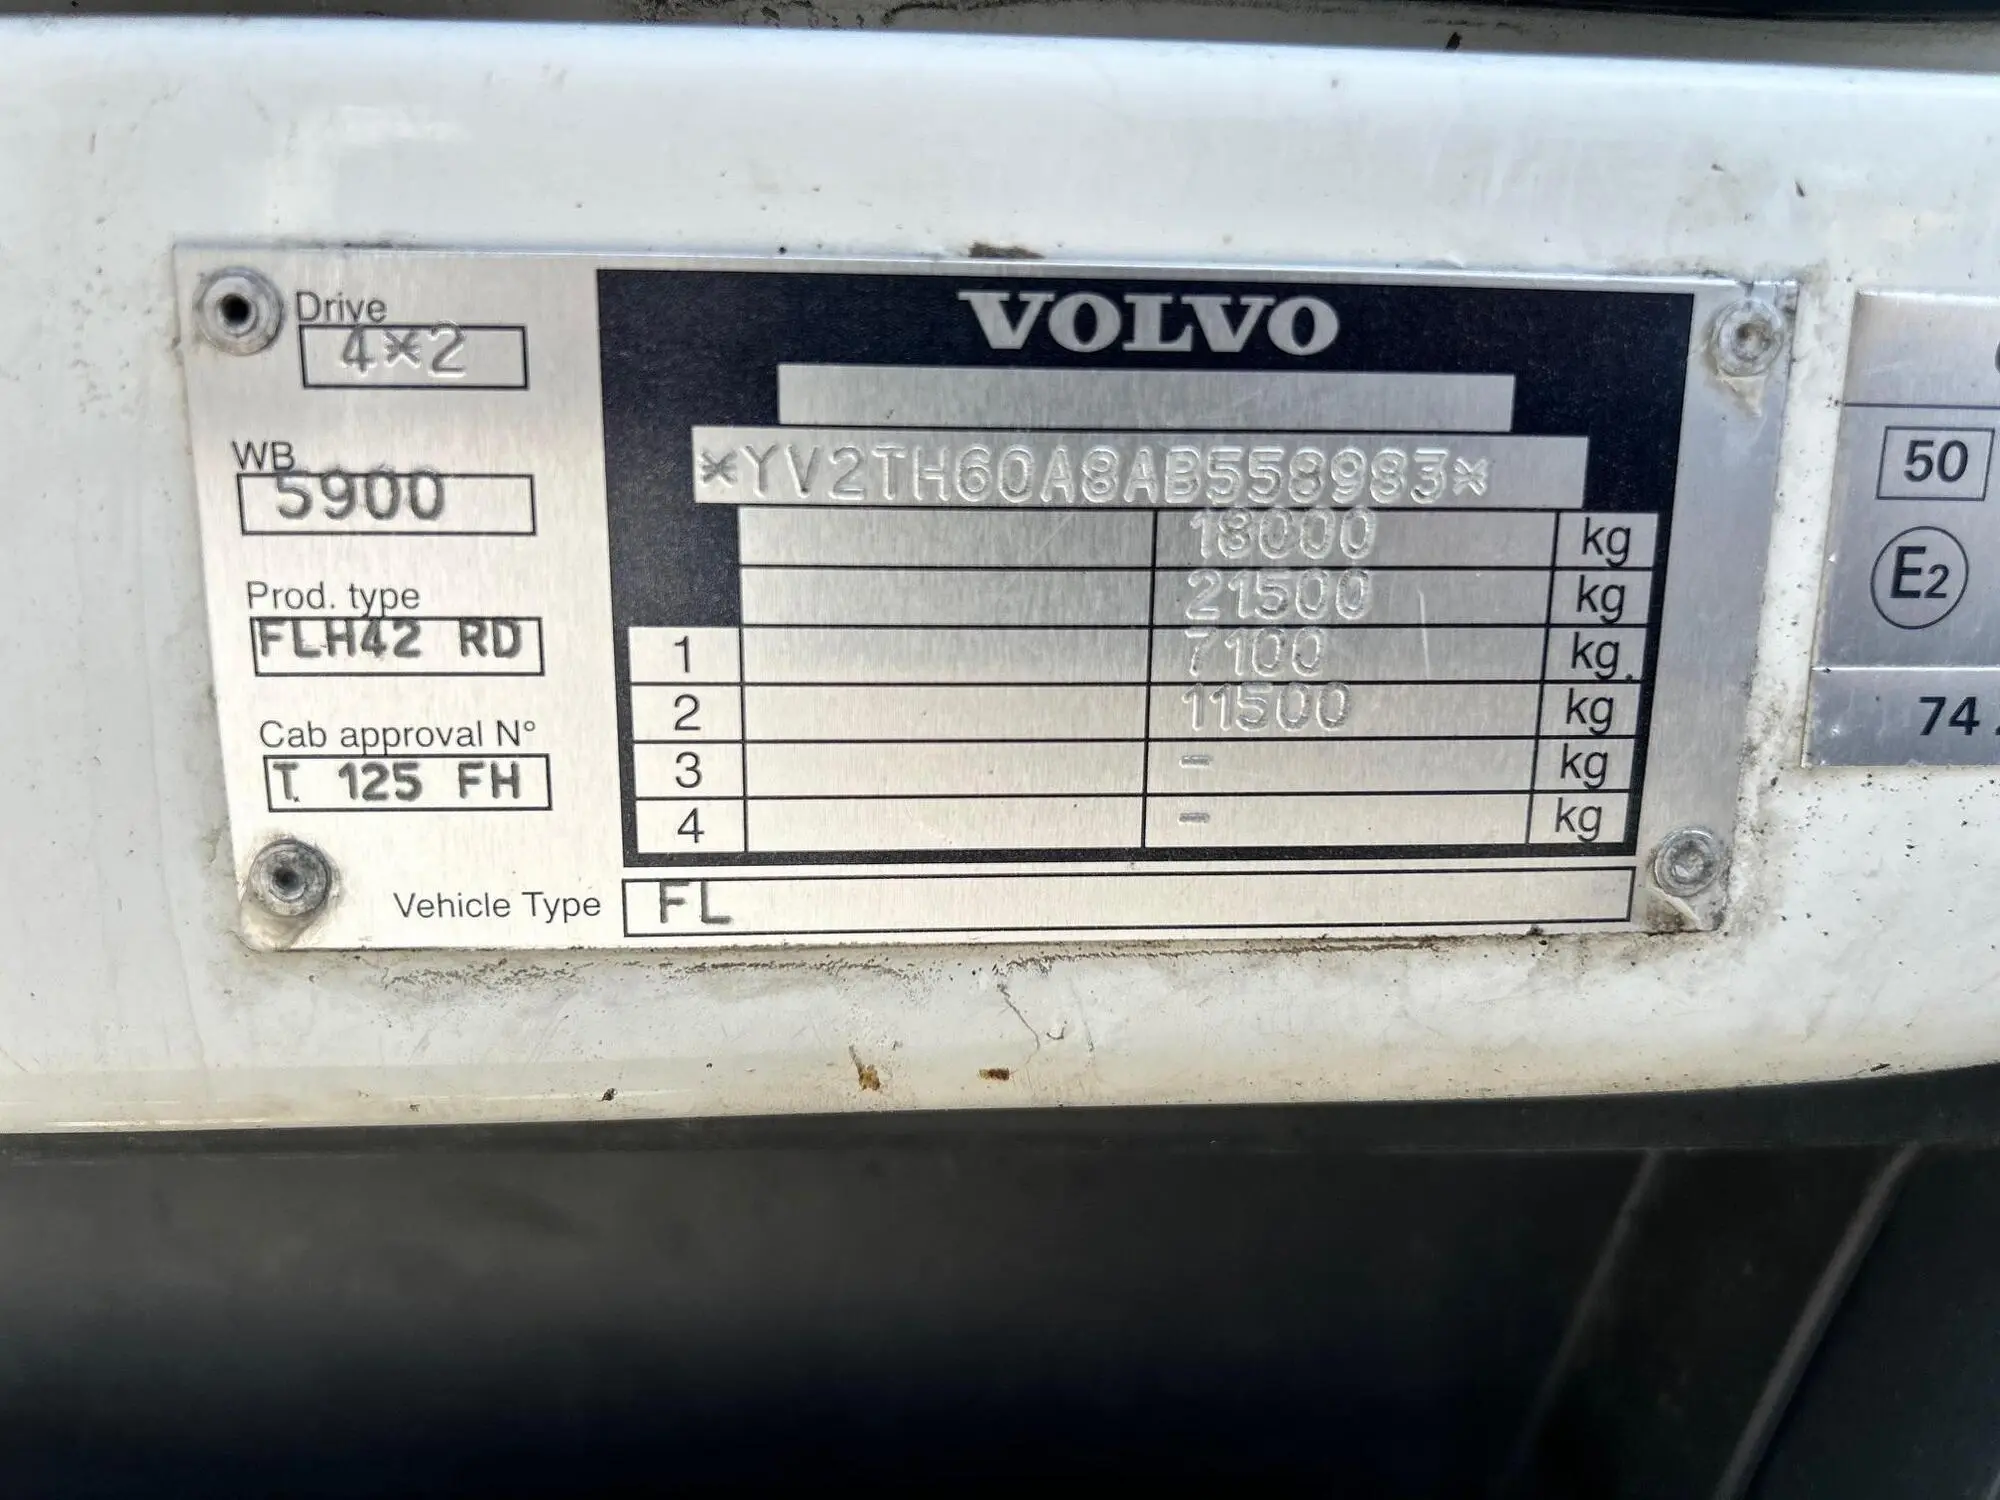 VOLVO
Drive
4*2
WB
5900
Prod. type
FLH42 RD
Cab approval N°
T. 125 FH
*YV2TH60A8AB558983*
18000 kg
21500 kg
1 7100 kg
2 11500 kg
3 - kg
4 - kg
Vehicle Type FL
50
E2
74